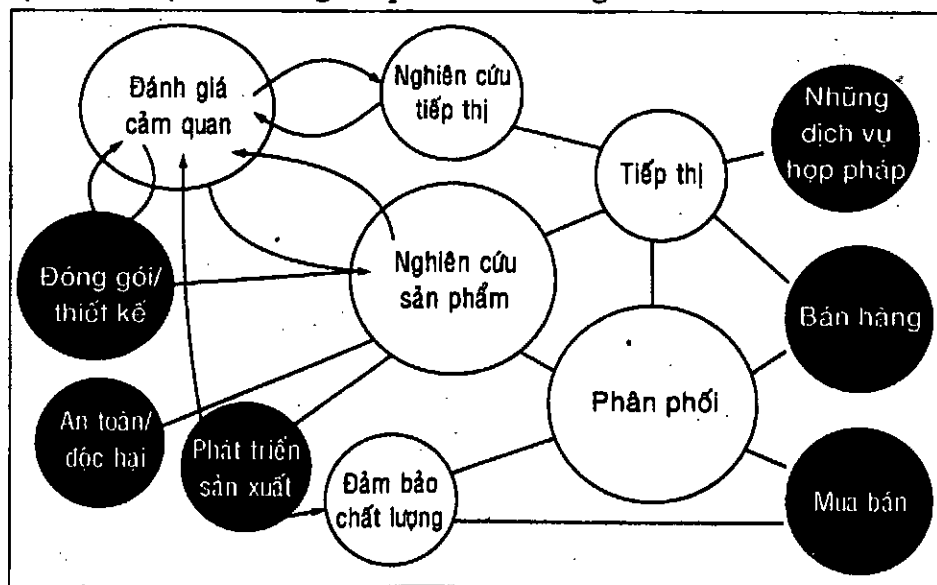 Đánh giá
cảm quan
Nghiên cứu
tiếp thị
Những
dịch vụ
hợp pháp
Tiếp thị
Nghiên cứu
sản phẩm
Đóng gói/
thiết kế
Bán hàng
Phân phối
An toàn/
độc hại
Phát triển
sản xuất
Đảm bảo
chất lượng
Mua bán